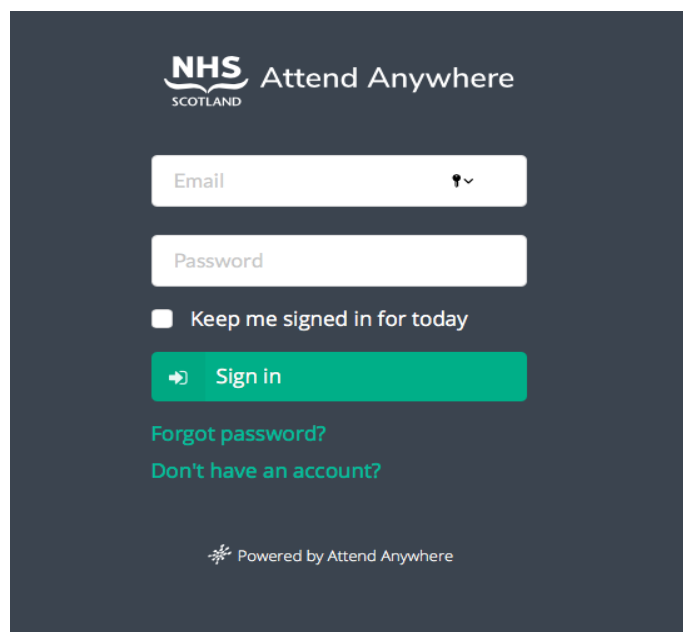 NHS
SCOTLAND
Attend Anywhere
Email
Password
Keep me signed in for today
Sign in
Forgot password?
Don't have an account?
Powered by Attend Anywhere